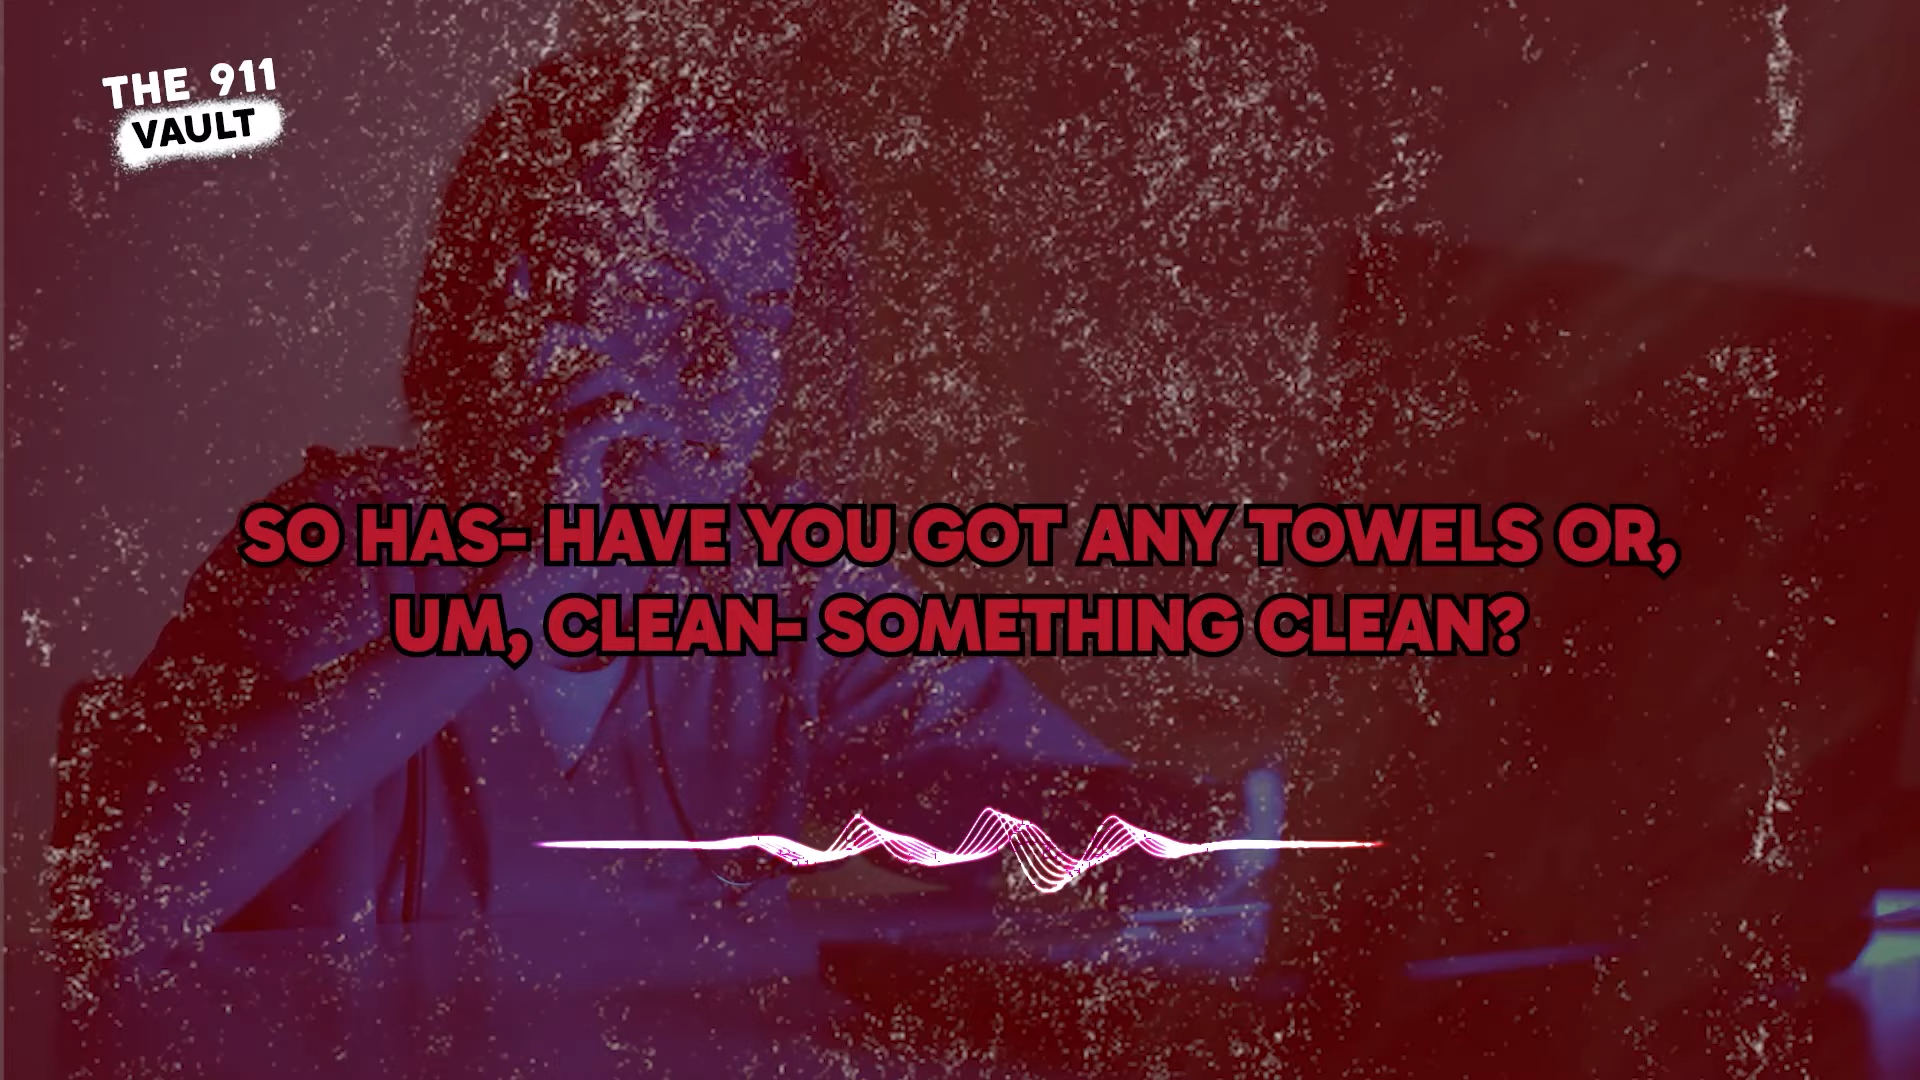 THE 911
VAULT
SO HAS- HAVE YOU GOT ANY TOWELS OR,
UM, CLEAN- SOMETHING CLEAN?